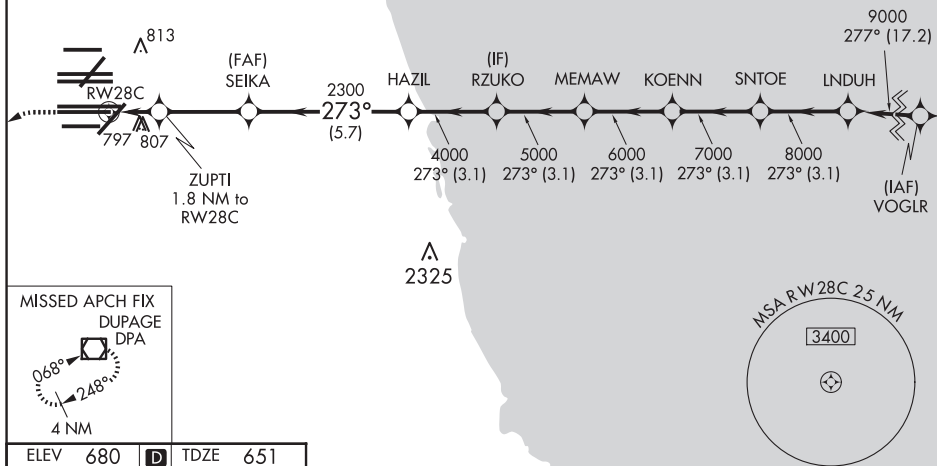 9000
277° (17.2)
813
(FAF)
SEIKA
(IF)
RZUKO
HAZIL
MEMAW
KOENN
SNTOE
LNDUH
RW28C
2300
273°
(5.7)
797
807
4000
273° (3.1)
5000
273° (3.1)
6000
273° (3.1)
7000
273° (3.1)
8000
273° (3.1)
ZUPTI
1.8 NM to
RW28C
(IAF)
VOGLR
2325
MISSED APCH FIX
DUPAGE
DPA
068°
248°
4 NM
MSA RW28C 25 NM
3400
ELEV 680 D TDZE 651